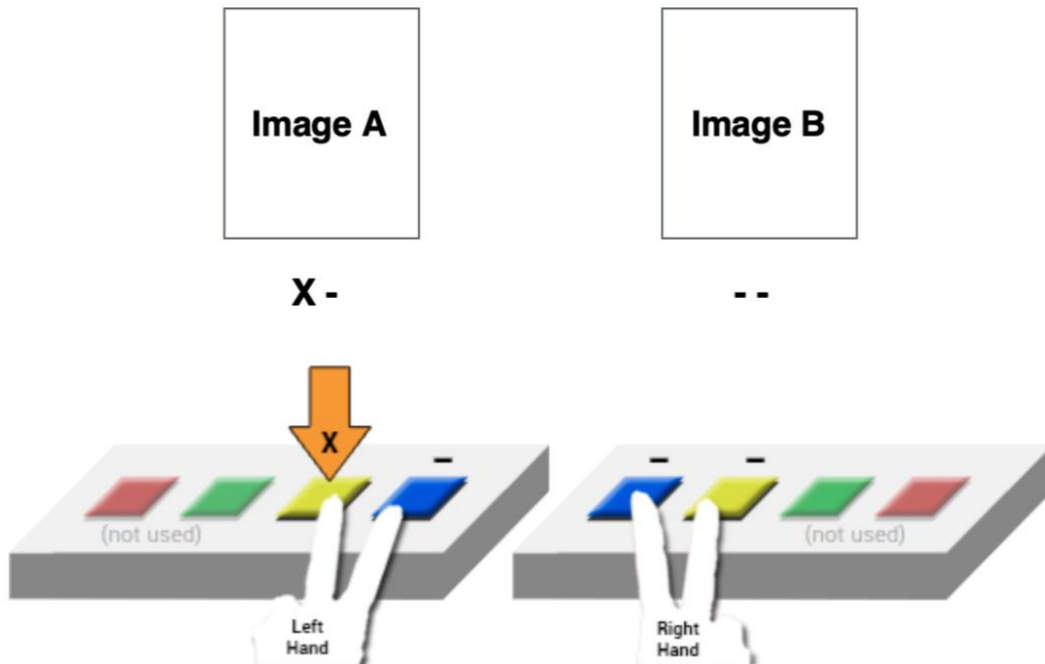 Image A
Image B
X -
- -
X
-
- -
(not used)
(not used)
Left
Hand
Right
Hand